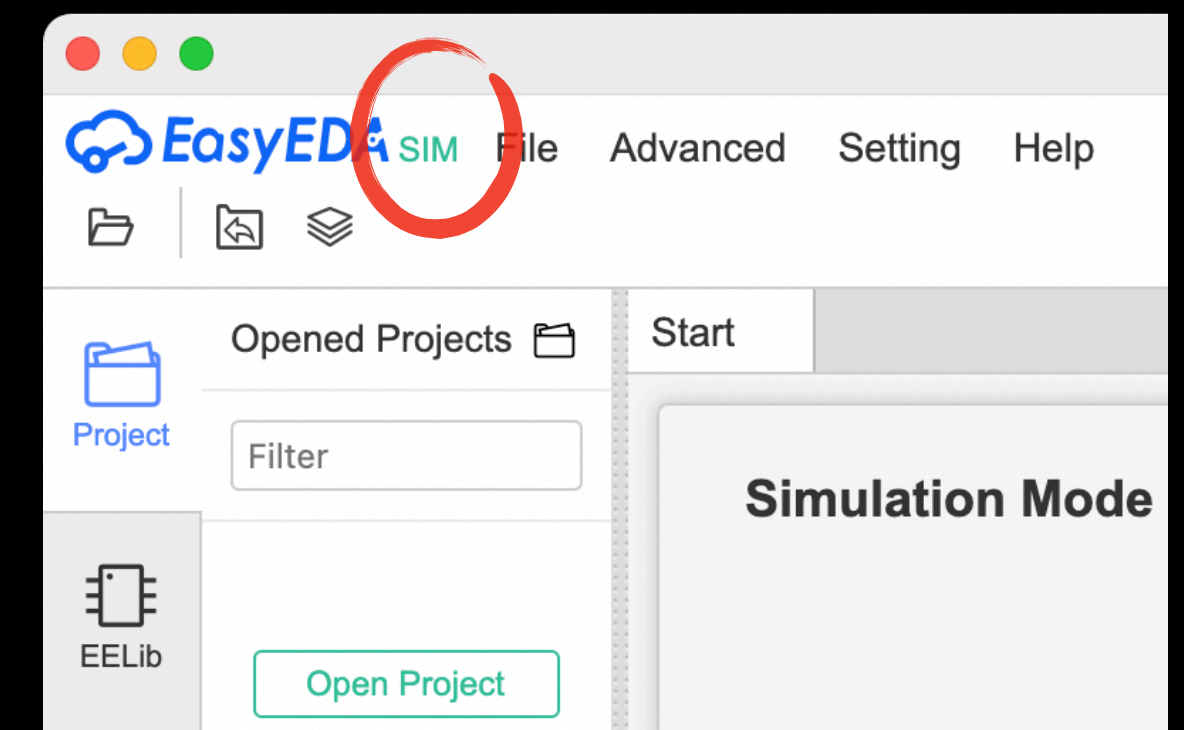 EasyEDA SIM File Advanced Setting Help
Opened Projects
Start
Project
Filter
Simulation Mode
EELib
Open Project